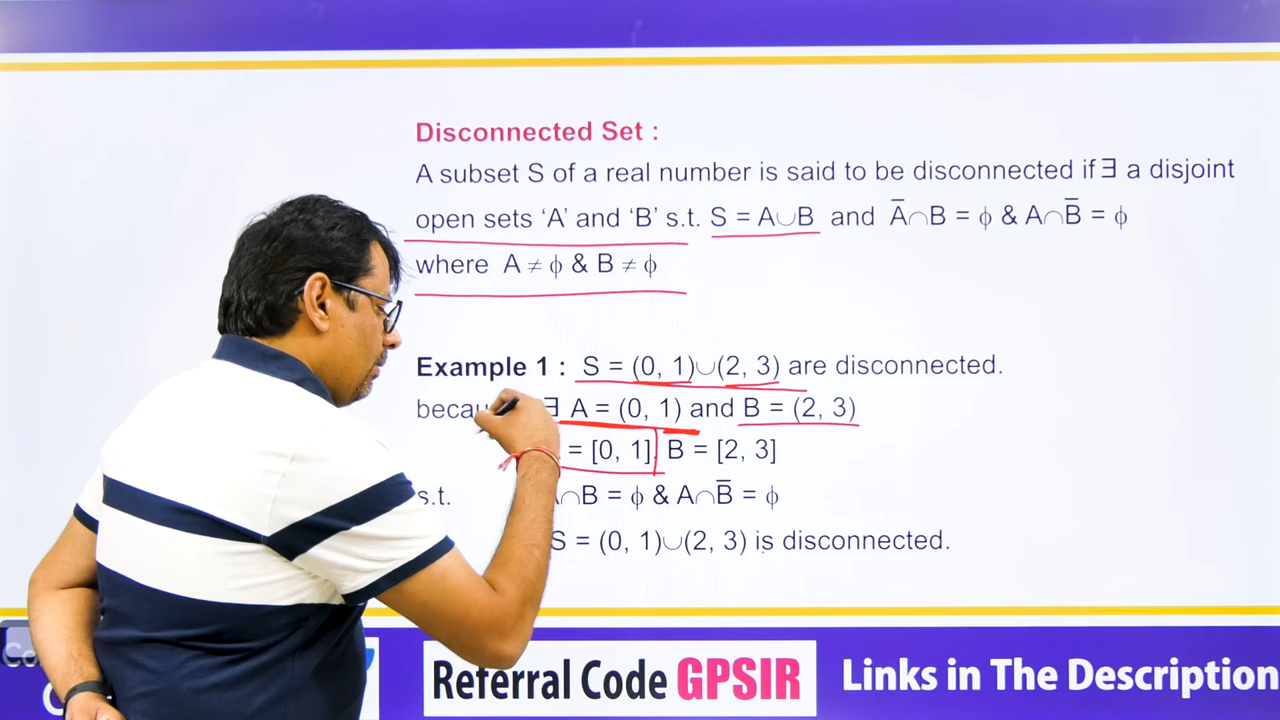 Disconnected Set :
A subset S of a real number is said to be disconnected if ∃ a disjoint
open sets ‘A’ and ‘B’ s.t. S = A∪B and A̅∩B = ϕ & A∩B̅ = ϕ
where A ≠ ϕ & B ≠ ϕ
Example 1 : S = (0, 1)∪(2, 3) are disconnected.
∃ A = (0, 1) and B = (2, 3)
= [0, 1], B = [2, 3]
s.t. ∩B = ϕ & A∩B̅ = ϕ
S = (0, 1)∪(2, 3) is disconnected.
Referral Code GPSIR
Links in The Description